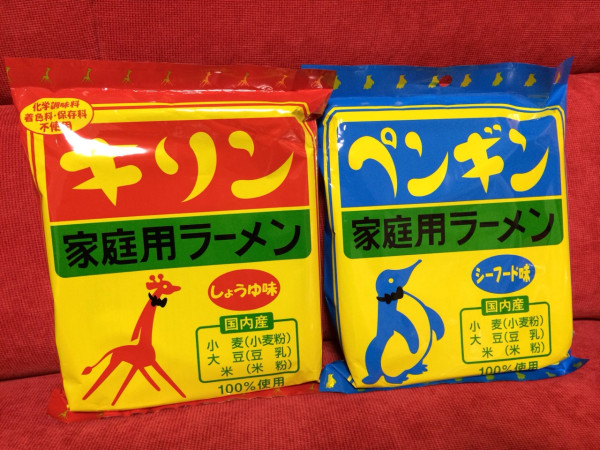 化学調味料
着色料・保存料
不使用
キリン
家庭用ラーメン
しょうゆ味
国内産
小麦(小麦粉)
大豆(豆乳)
米(米粉)
100%使用
ペンギン
家庭用ラーメン
シーフード味
国内産
小麦(小麦粉)
大豆(豆乳)
米(米粉)
100%使用